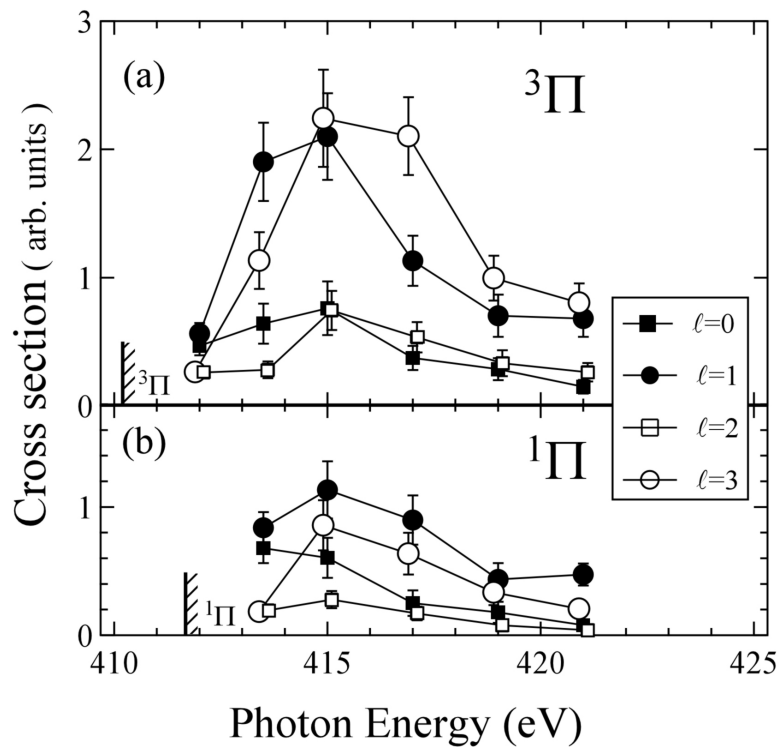 3
(a) ³Π
2
1
³Π
0
Cross section ( arb. units )
ℓ=0
ℓ=1
ℓ=2
ℓ=3
(b) ¹Π
1
¹Π
0
410 415 420 425
Photon Energy (eV)